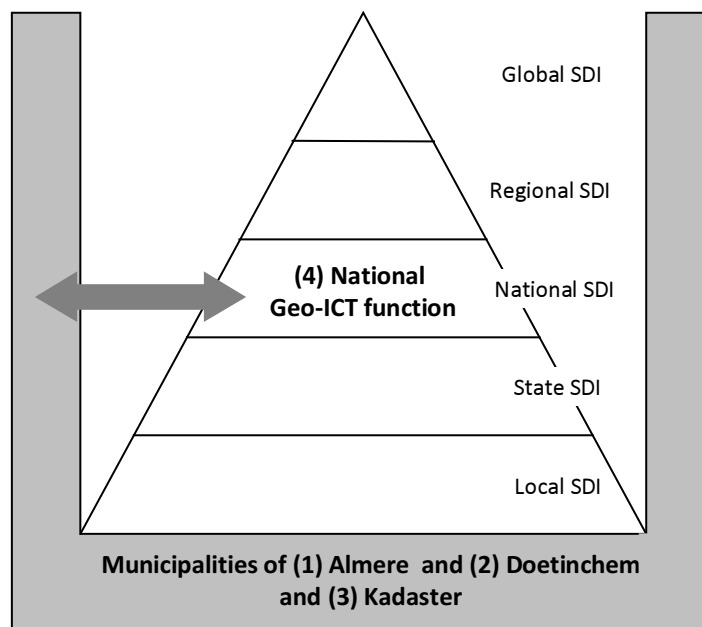 Global SDI
Regional SDI
(4) National
Geo-ICT function
National SDI
State SDI
Local SDI
Municipalities of (1) Almere and (2) Doetinchem
and (3) Kadaster